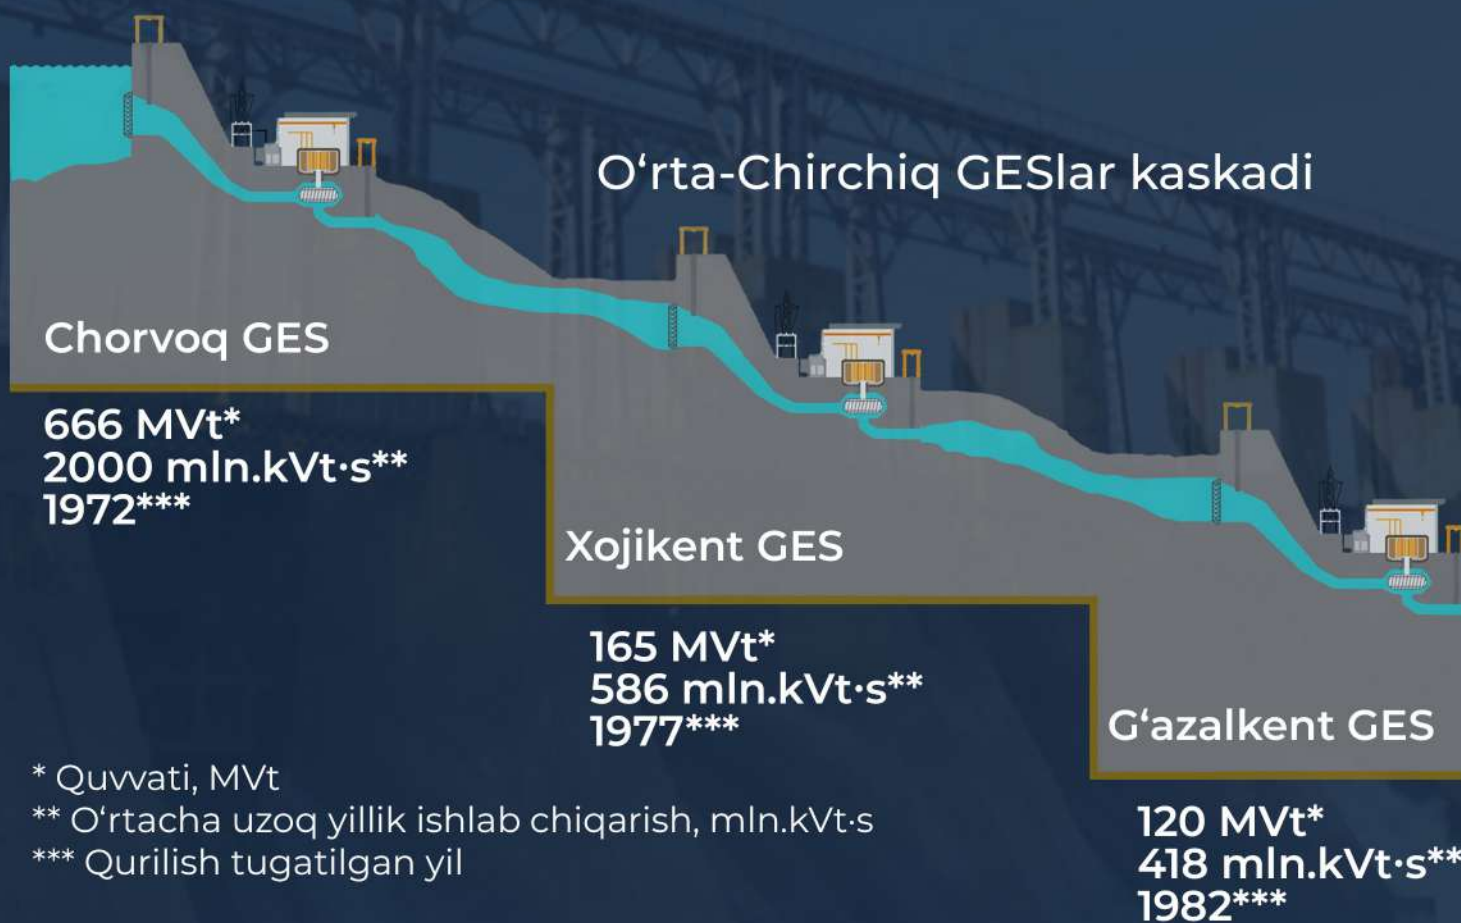 O‘rta-Chirchiq GESlar kaskadi
Chorvoq GES
666 MVt*
2000 mln.kVt·s**
1972***
Xojikent GES
165 MVt*
586 mln.kVt·s**
1977***
G‘azalkent GES
120 MVt*
418 mln.kVt·s**
1982***
* Quvvati, MVt
** O‘rtacha uzoq yillik ishlab chiqarish, mln.kVt·s
*** Qurilish tugatilgan yil